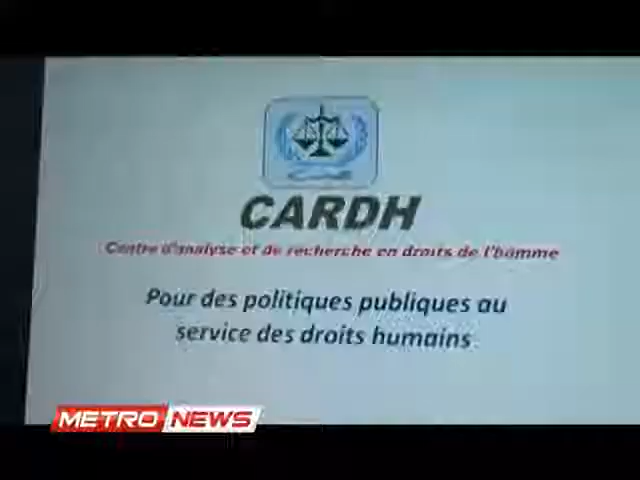 CARDH
Centre d'analyse et de recherche en droits de l'homme
Pour des politiques publiques au
service des droits humains
METRO NEWS